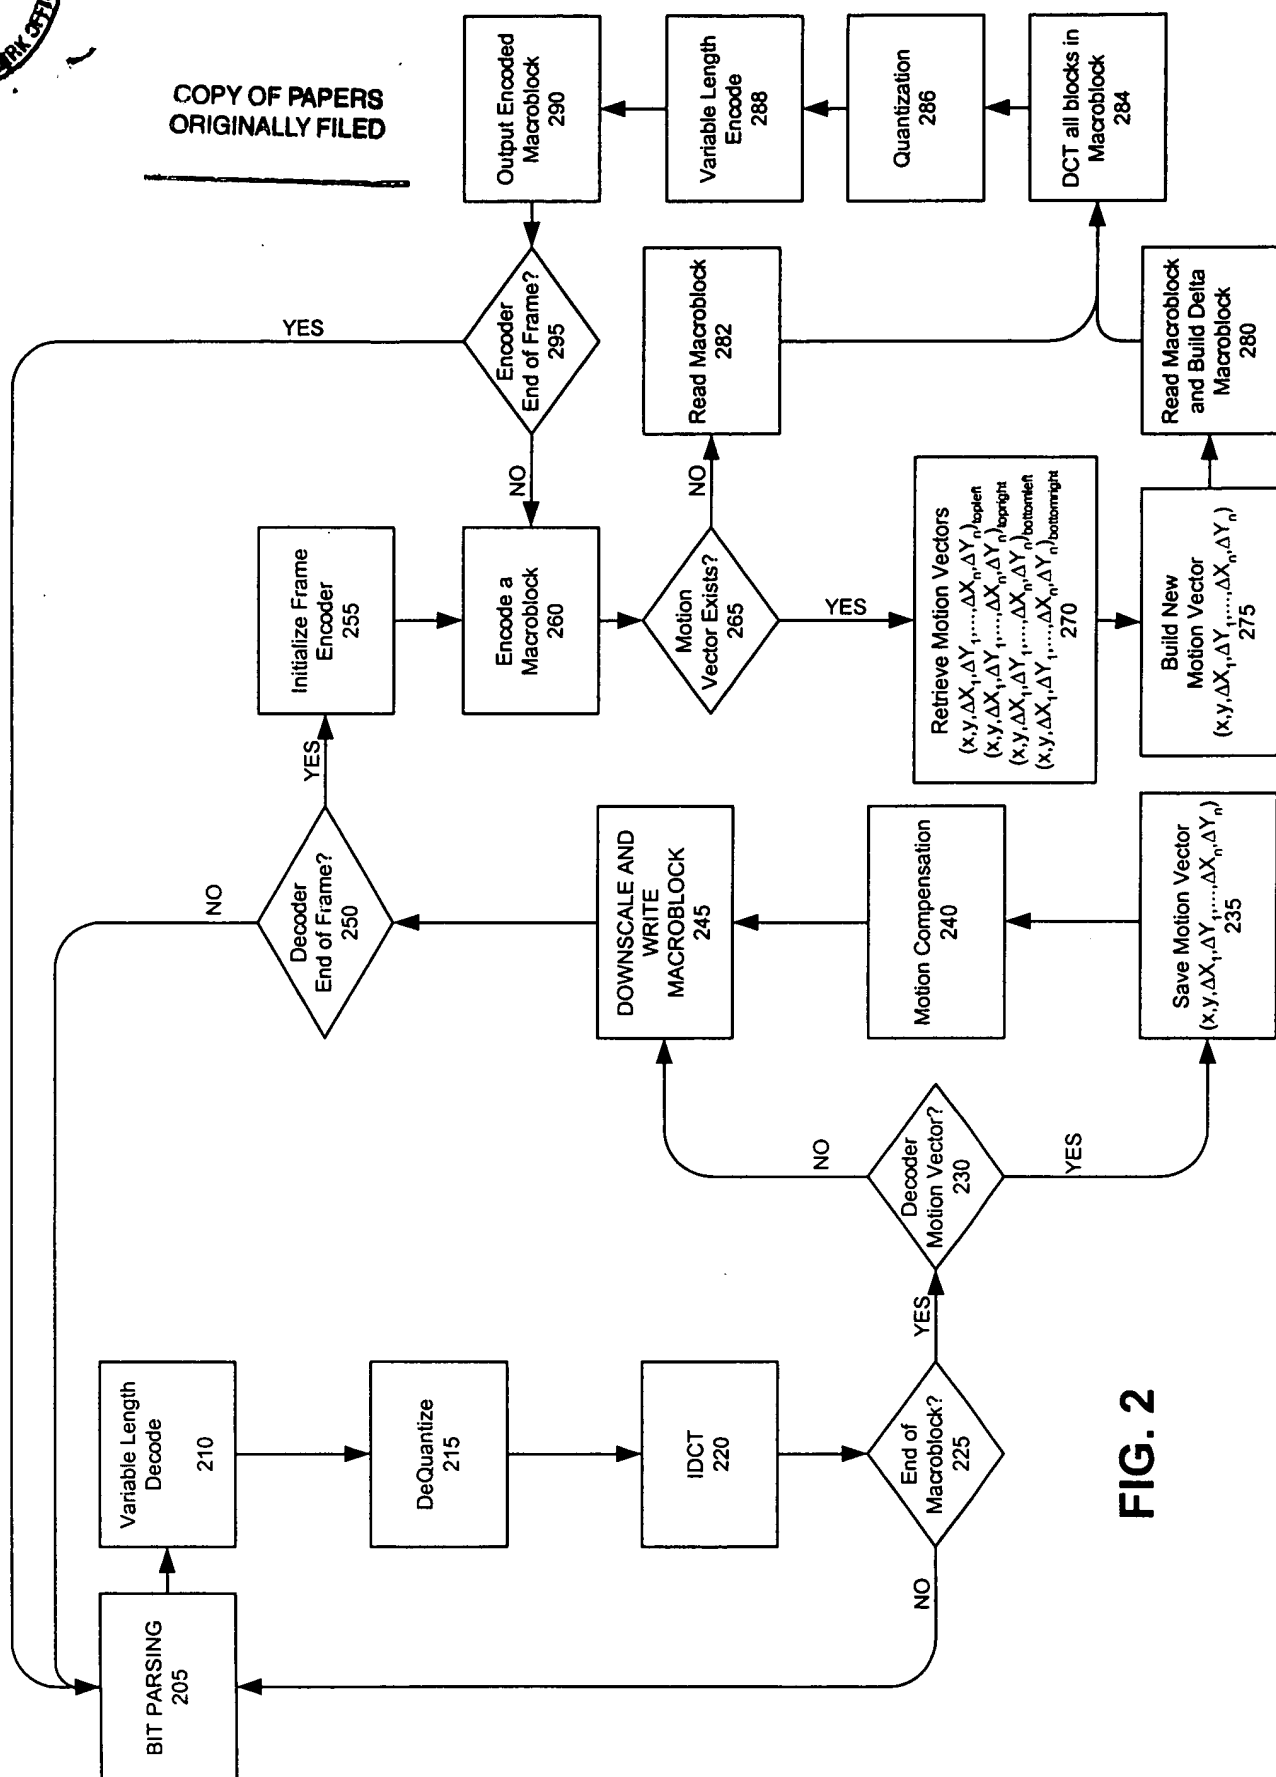 COPY OF PAPERS
ORIGINALLY FILED
BIT PARSING
205
Variable Length
Decode
210
DeQuantize
215
IDCT
220
End of
Macroblock?
225
NO
YES
Decoder
Motion Vector?
230
NO
YES
Save Motion Vector
(x,y,ΔX₁,ΔY₁,...,ΔXₙ,ΔYₙ)
235
Motion Compensation
240
DOWNSCALE AND
WRITE
MACROBLOCK
245
Decoder
End of Frame?
250
NO
YES
Initialize Frame
Encoder
255
Encode a
Macroblock
260
Motion
Vector Exists?
265
NO
YES
Retrieve Motion Vectors
(x,y,ΔX₁,ΔY₁,...,ΔXₙ,ΔYₙ)topleft
(x,y,ΔX₁,ΔY₁,...,ΔXₙ,ΔYₙ)topright
(x,y,ΔX₁,ΔY₁,...,ΔXₙ,ΔYₙ)bottomleft
(x,y,ΔX₁,ΔY₁,...,ΔXₙ,ΔYₙ)bottomright
270
Build New
Motion Vector
(x,y,ΔX₁,ΔY₁,...,ΔXₙ,ΔYₙ)
275
Read Macroblock
and Build Delta
Macroblock
280
Read Macroblock
282
DCT all blocks in
Macroblock
284
Quantization
286
Variable Length
Encode
288
Output Encoded
Macroblock
290
Encoder
End of Frame?
295
YES
NO
FIG. 2